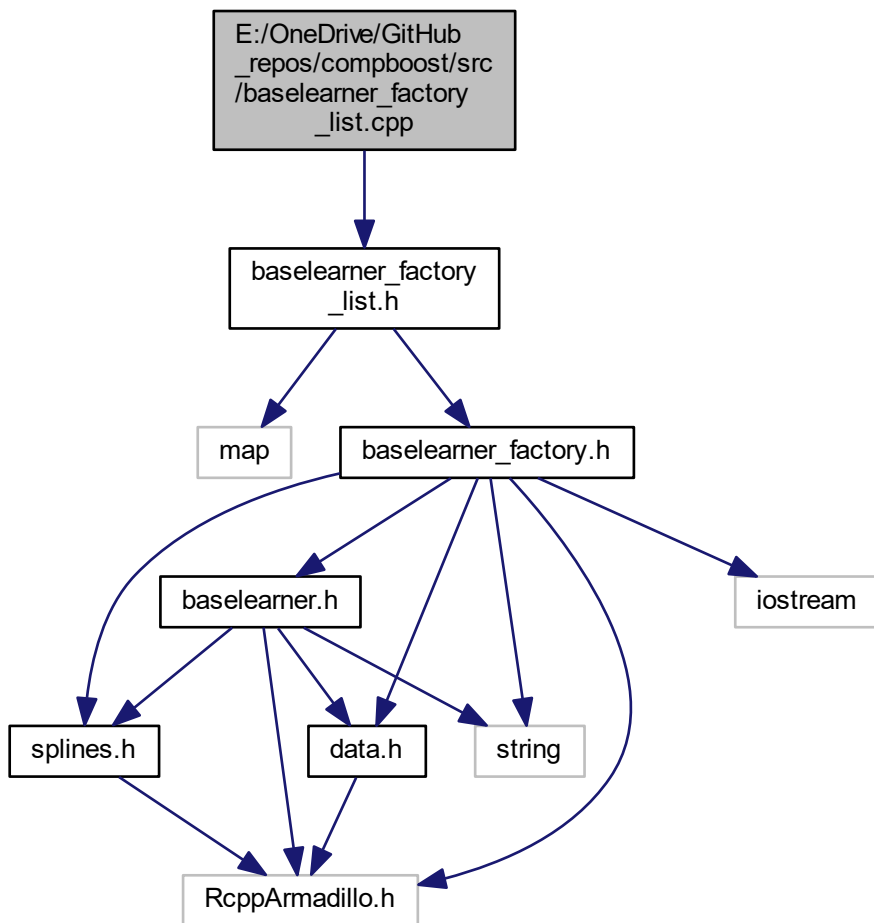 E:/OneDrive/GitHub
_repos/compboost/src
/baselearner_factory
_list.cpp
baselearner_factory
_list.h
map
baselearner_factory.h
baselearner.h
iostream
splines.h
data.h
string
RcppArmadillo.h